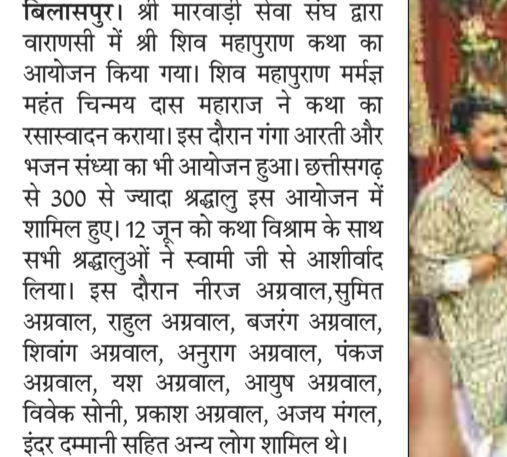 बिलासपुर। श्री मारवाड़ी सेवा संघ द्वारा
वाराणसी में श्री शिव महापुराण कथा का
आयोजन किया गया। शिव महापुराण मर्मज्ञ
महंत चिन्मय दास महाराज ने कथा का
रसास्वादन कराया। इस दौरान गंगा आरती और
भजन संध्या का भी आयोजन हुआ। छत्तीसगढ़
से 300 से ज्यादा श्रद्धालु इस आयोजन में
शामिल हुए। 12 जून को कथा विश्राम के साथ
सभी श्रद्धालुओं ने स्वामी जी से आशीर्वाद
लिया। इस दौरान नीरज अग्रवाल,सुमित
अग्रवाल, राहुल अग्रवाल, बजरंग अग्रवाल,
शिवांग अग्रवाल, अनुराग अग्रवाल, पंकज
अग्रवाल, यश अग्रवाल, आयुष अग्रवाल,
विवेक सोनी, प्रकाश अग्रवाल, अजय मंगल,
इंदर दम्मानी सहित अन्य लोग शामिल थे।